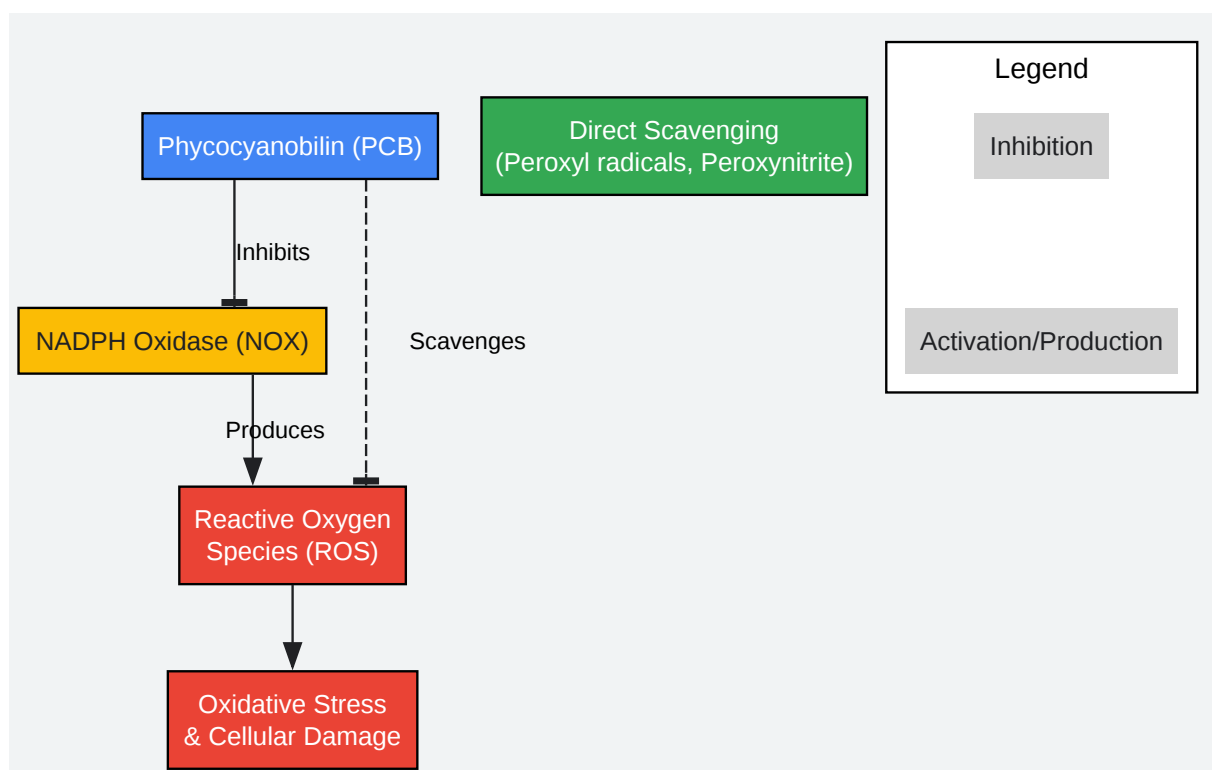 Legend
Phycocyanobilin (PCB)
Direct Scavenging
(Peroxyl radicals, Peroxynitrite)
Inhibition
Inhibits
NADPH Oxidase (NOX)
Scavenges
Activation/Production
Produces
Reactive Oxygen
Species (ROS)
Oxidative Stress
& Cellular Damage